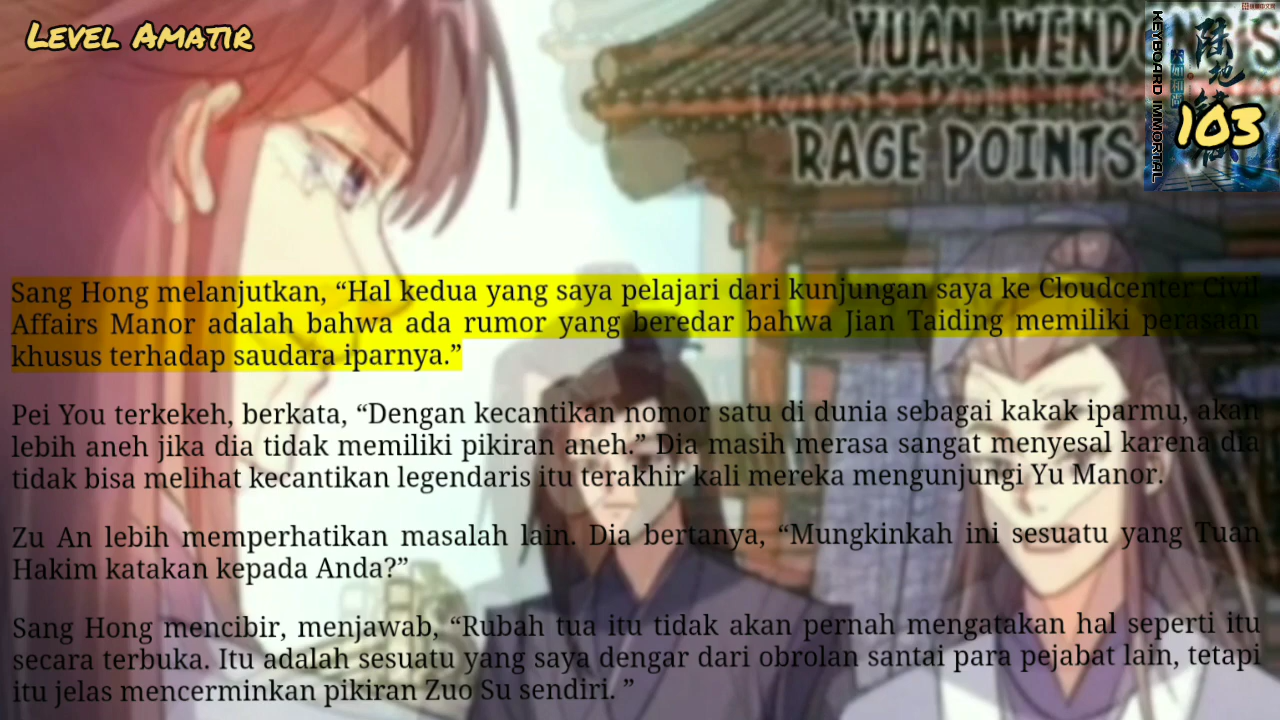 Level Amatir
YUAN WEND
RAGE POINTS
KEYBOARD IMMORTAL
103
Sang Hong melanjutkan, “Hal kedua yang saya pelajari dari kunjungan saya ke Cloudcenter Civil
Affairs Manor adalah bahwa ada rumor yang beredar bahwa Jian Taiding memiliki perasaan
khusus terhadap saudara iparnya.”
Pei You terkekeh, berkata, “Dengan kecantikan nomor satu di dunia sebagai kakak iparmu, akan
lebih aneh jika dia tidak memiliki pikiran aneh.” Dia masih merasa sangat menyesal karena dia
tidak bisa melihat kecantikan legendaris itu terakhir kali mereka mengunjungi Yu Manor.
Zu An lebih memperhatikan masalah lain. Dia bertanya, “Mungkinkah ini sesuatu yang Tuan
Hakim katakan kepada Anda?”
Sang Hong mencibir, menjawab, “Rubah tua itu tidak akan pernah mengatakan hal seperti itu
secara terbuka. Itu adalah sesuatu yang saya dengar dari obrolan santai para pejabat lain, tetapi
itu jelas mencerminkan pikiran Zuo Su sendiri. ”